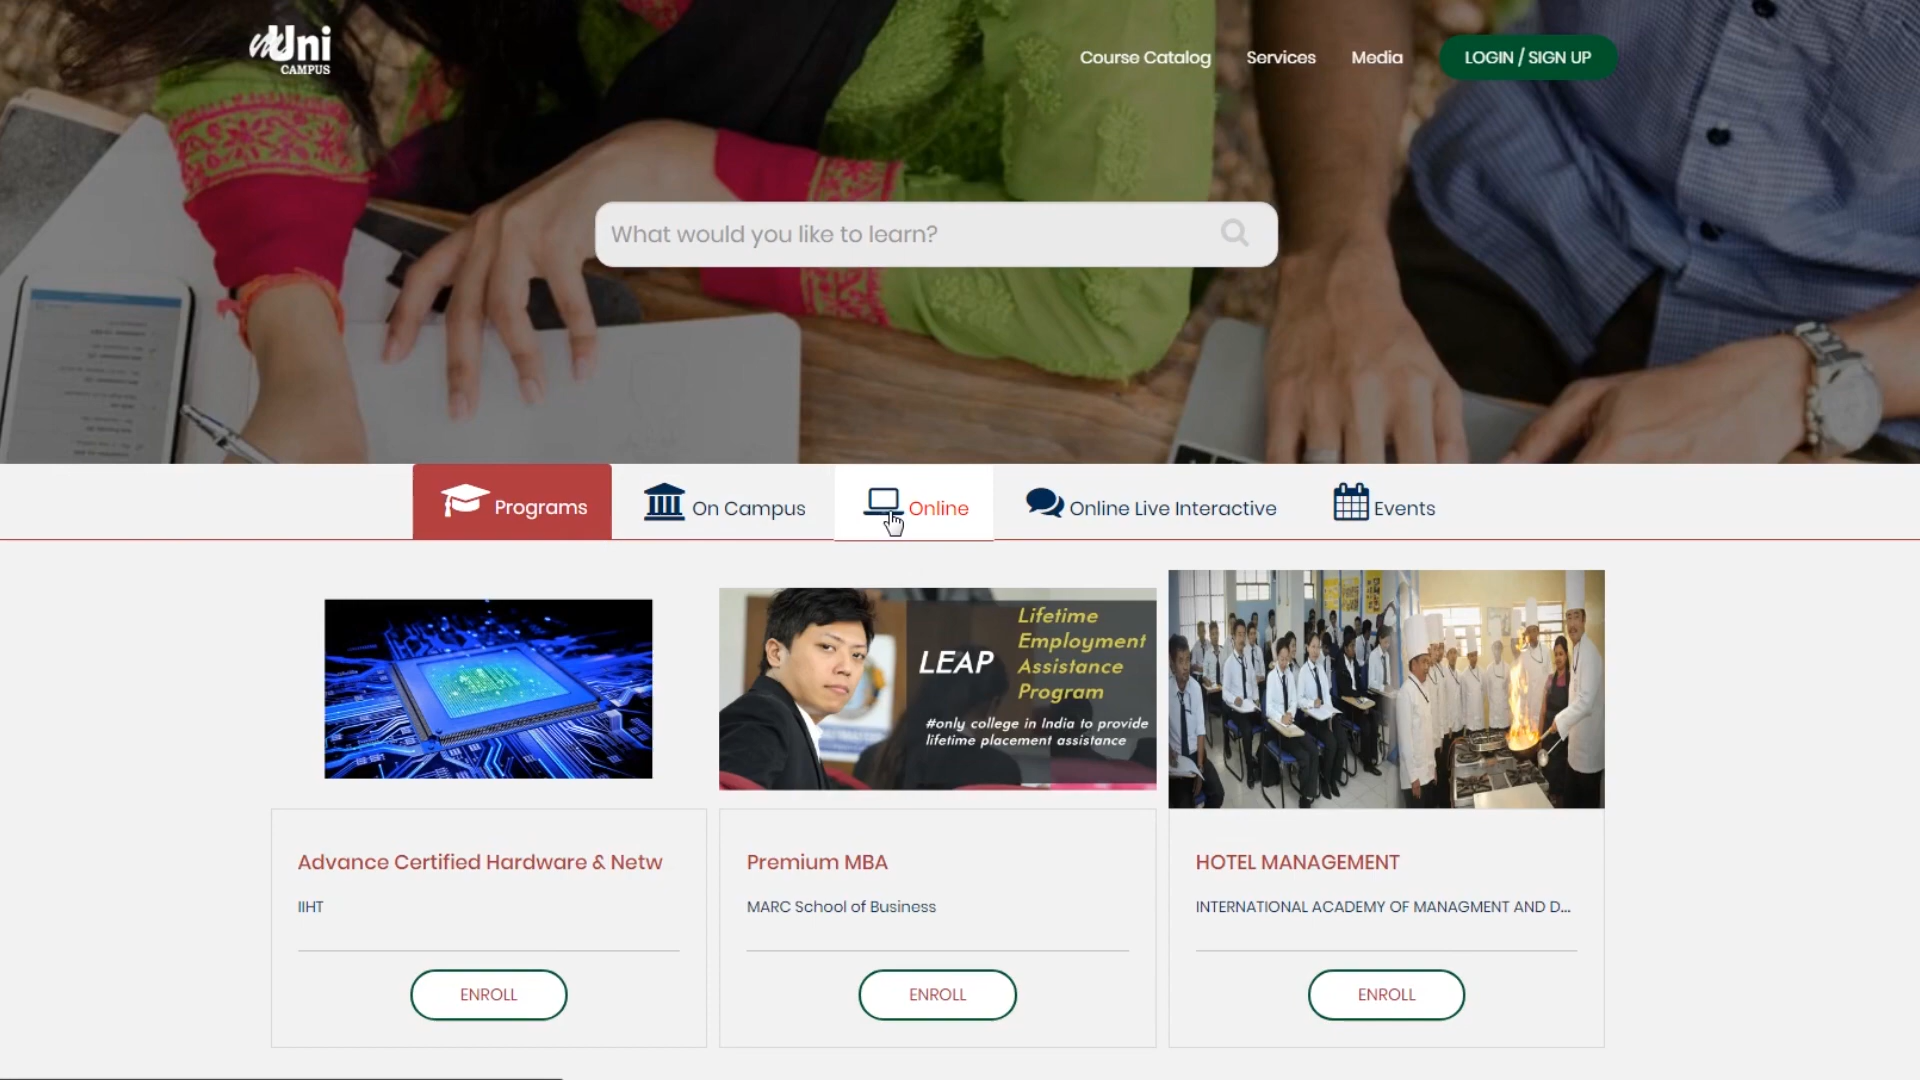 mUni
CAMPUS
Course Catalog
Services
Media
LOGIN / SIGN UP
What would you like to learn?
Programs
On Campus
Online
Online Live Interactive
Events
LEAP
Lifetime
Employment
Assistance
Program
#only college in India to provide
lifetime placement assistance
Advance Certified Hardware & Netw
IIHT
ENROLL
Premium MBA
MARC School of Business
ENROLL
HOTEL MANAGEMENT
INTERNATIONAL ACADEMY OF MANAGMENT AND D...
ENROLL